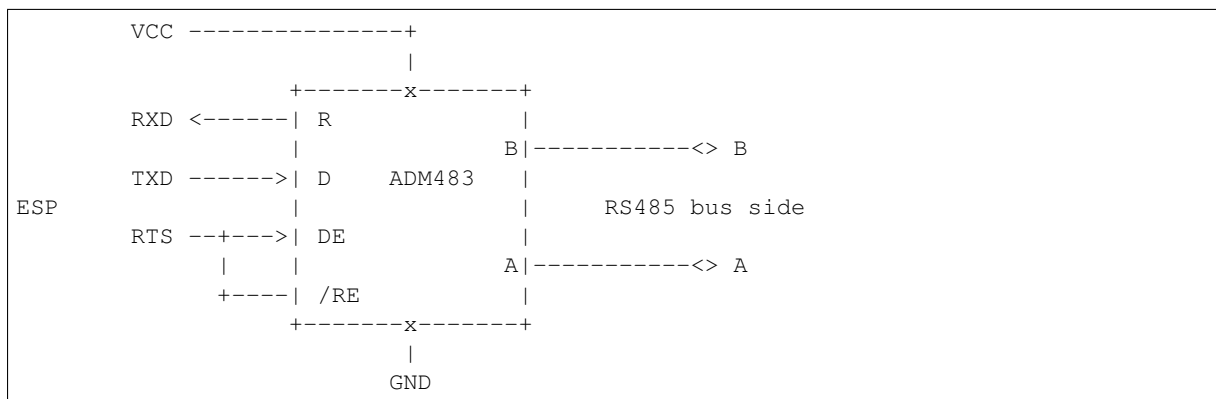 VCC ---------------+
|
+-------x-------+
RXD <------| R |
| B|-----------<> B
TXD ------>| D ADM483 |
ESP | | RS485 bus side
RTS --+--->| DE |
| | A|-----------<> A
+----| /RE |
+-------x-------+
|
GND